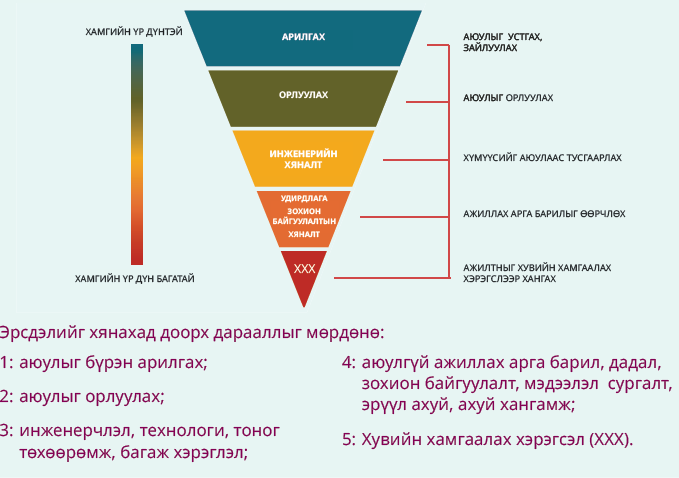 ХАМГИЙН ҮР ДҮНТЭЙ
АРИЛГАХ
АЮУЛЫГ УСТГАХ,
ЗАЙЛУУЛАХ
ОРЛУУЛАХ
АЮУЛЫГ ОРЛУУЛАХ
ИНЖЕНЕРИЙН
ХЯНАЛТ
ХҮМҮҮСИЙГ АЮУЛААС ТУСГААРЛАХ
УДИРДЛАГА
ЗОХИОН
БАЙГУУЛАЛТЫН
ХЯНАЛТ
АЖИЛЛАХ АРГА БАРИЛЫГ ӨӨРЧЛӨХ
ХХХ
АЖИЛТНЫГ ХУВИЙН ХАМГААЛАХ
ХЭРЭГСЛЭЭР ХАНГАХ
ХАМГИЙН ҮР ДҮН БАГАТАЙ
Эрсдэлийг хянахад доорх дарааллыг мөрдөнө:
1: аюулыг бүрэн арилгах;
2: аюулыг орлуулах;
3: инженерчлэл, технологи, тоног
төхөөрөмж, багаж хэрэглэл;
4: аюулгүй ажиллах арга барил, дадал,
зохион байгуулалт, мэдээлэл сургалт,
эрүүл ахуй, ахуй хангамж;
5: Хувийн хамгаалах хэрэгсэл (ХХХ).